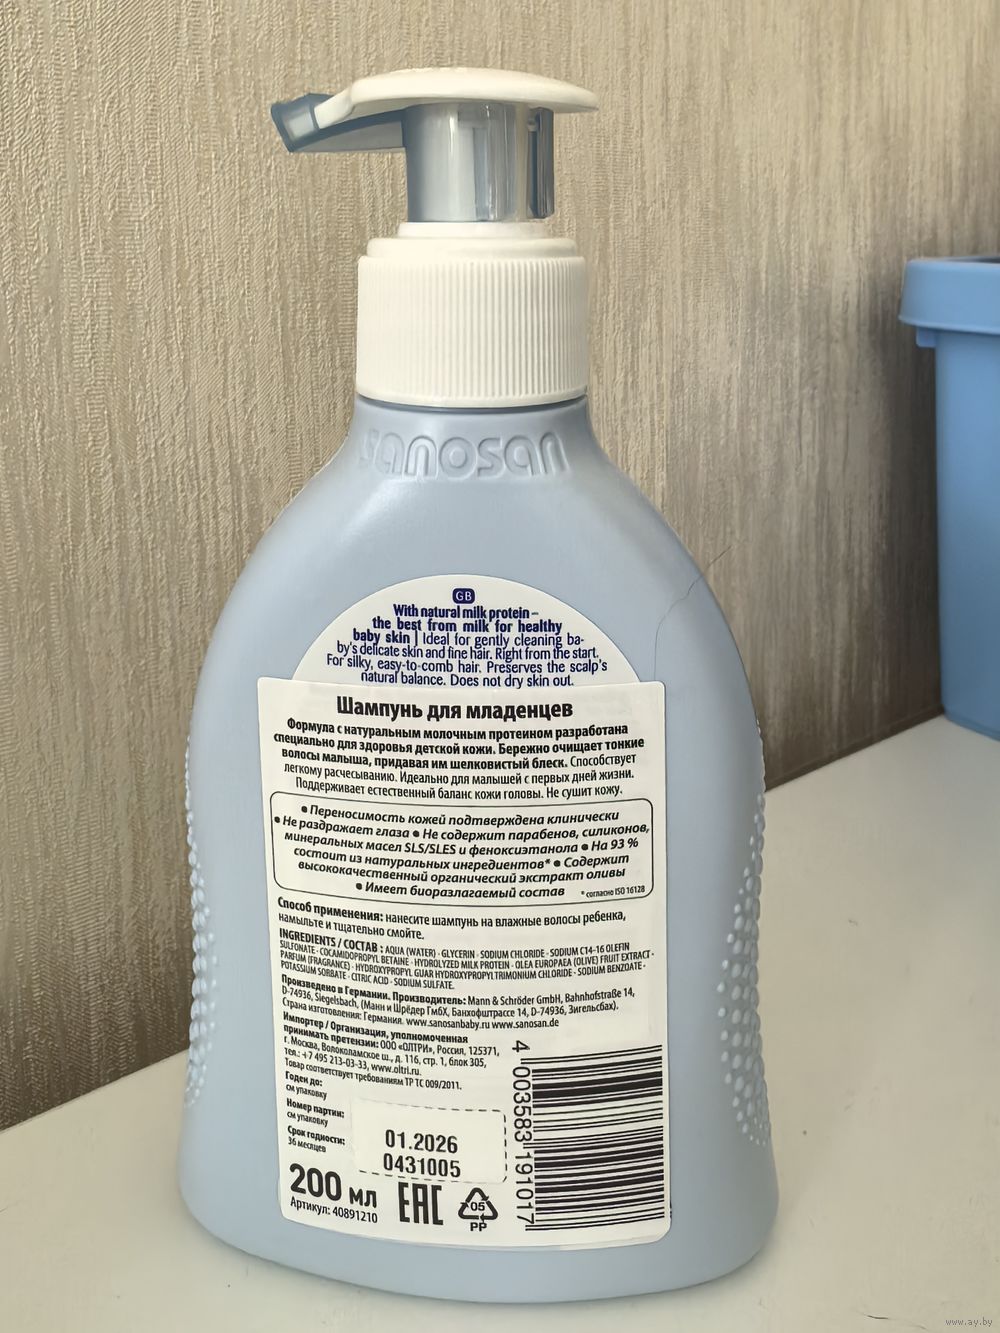 sanosan
GB
With natural milk protein –
the best from milk for healthy
baby skin | Ideal for gently cleaning ba-
by's delicate skin and fine hair. Right from the start.
For silky, easy-to-comb hair. Preserves the scalp's
natural balance. Does not dry skin out.
Шампунь для младенцев
Формула с натуральным молочным протеином разработана
специально для здоровья детской кожи. Бережно очищает тонкие
волосы малыша, придавая им шелковистый блеск. Способствует
легкому расчесыванию. Идеально для малышей с первых дней жизни.
Поддерживает естественный баланс кожи головы. Не сушит кожу.
• Переносимость кожей подтверждена клинически
• Не раздражает глаза • Не содержит парабенов, силиконов,
минеральных масел SLS/SLES и феноксиэтанола • На 93 %
состоит из натуральных ингредиентов* • Содержит
высококачественный органический экстракт оливы
• Имеет биоразлагаемый состав * согласно ISO 16128
Способ применения: нанесите шампунь на влажные волосы ребенка,
намыльте и тщательно смойте.
INGREDIENTS / СОСТАВ : AQUA (WATER) · GLYCERIN · SODIUM CHLORIDE · SODIUM C14-16 OLEFIN
SULFONATE · COCAMIDOPROPYL BETAINE · HYDROLYZED MILK PROTEIN · OLEA EUROPAEA (OLIVE) FRUIT EXTRACT ·
PARFUM (FRAGRANCE) · HYDROXYPROPYL GUAR HYDROXYPROPYLTRIMONIUM CHLORIDE · SODIUM BENZOATE ·
POTASSIUM SORBATE · CITRIC ACID · SODIUM SULFATE.
Произведено в Германии. Производитель: Mann & Schröder GmbH, Bahnhofstraße 14,
D-74936, Siegelsbach, (Манн и Шрёдер ГмбХ, Банхофштрассе 14, D-74936, Зигельсбах).
Страна изготовления: Германия. www.sanosanbaby.ru www.sanosan.de
Импортер / Организация, уполномоченная
принимать претензии: ООО «ОЛТРИ», Россия, 125371,
г. Москва, Волоколамское ш., д. 116, стр. 1, блок 305,
тел.: +7 495 213-03-33, www.oltri.ru.
Товар соответствует требованиям ТР ТС 009/2011.
Годен до:
см упаковку
Номер партии:
см упаковку
Срок годности:
36 месяцев
01.2026
0431005
200 мл
Артикул: 40891210
EAC
05
PP
4 003583 191017
www.ay.by